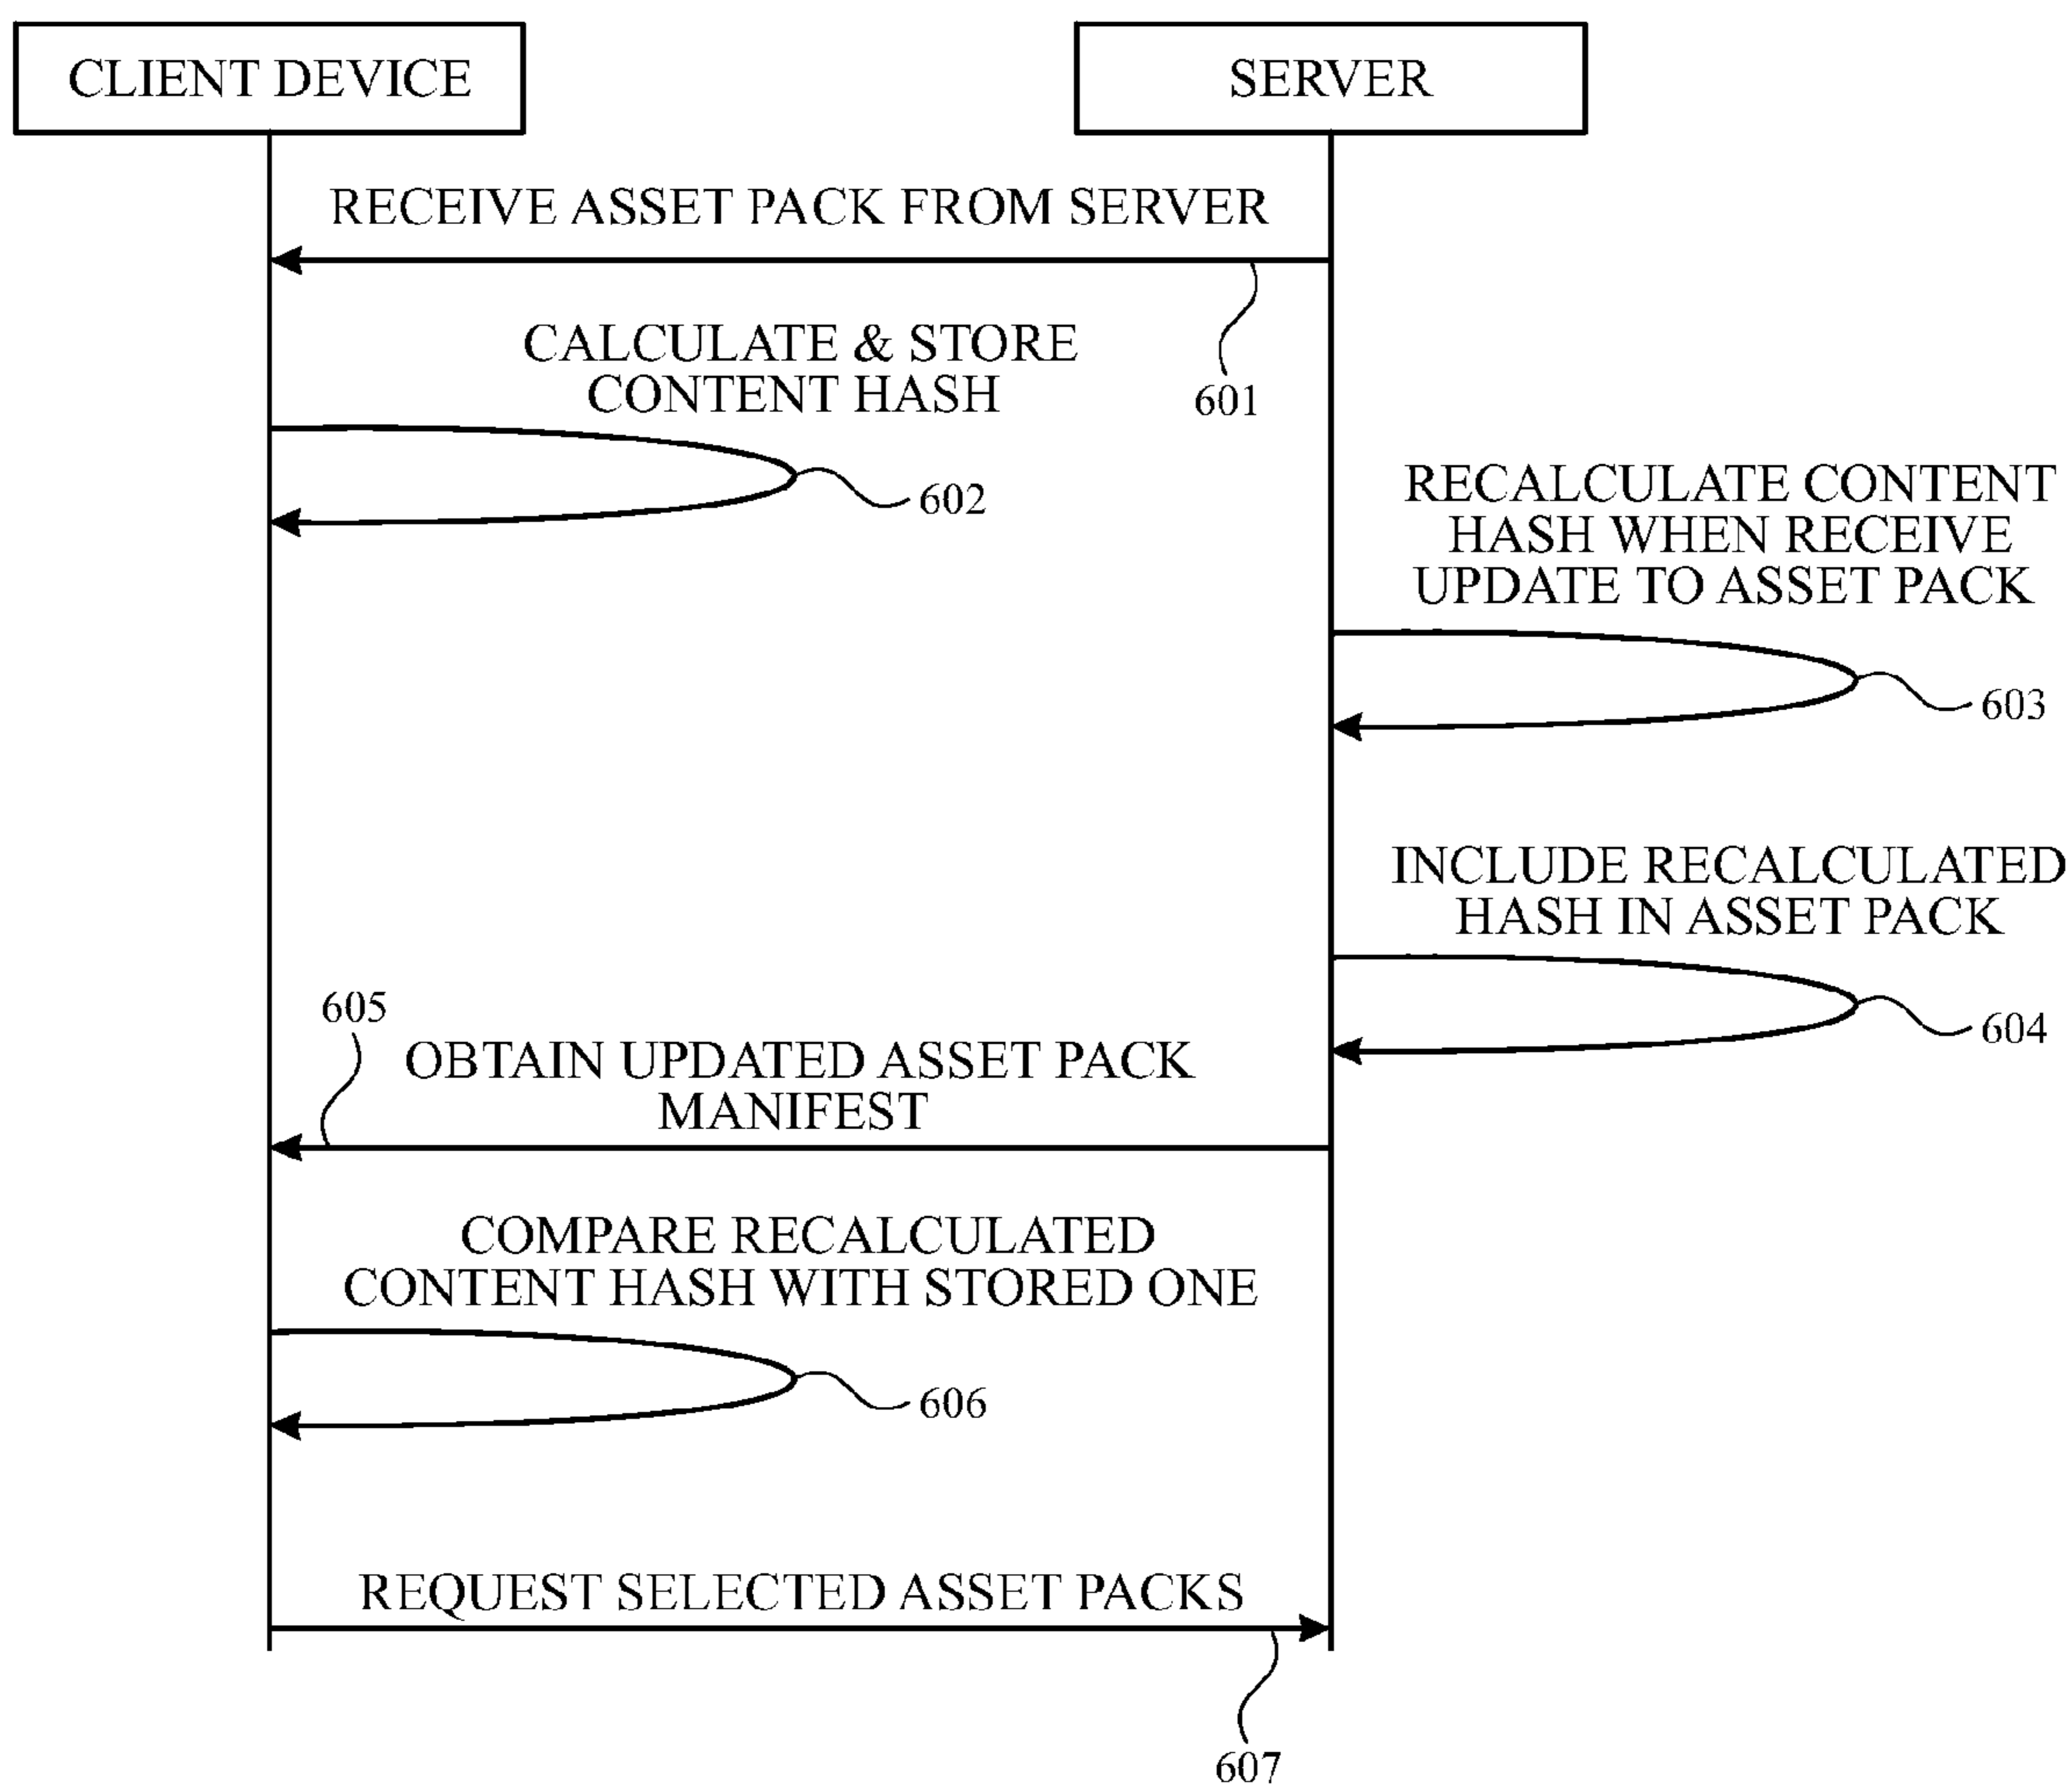 CLIENT DEVICE
SERVER
RECEIVE ASSET PACK FROM SERVER
601
CALCULATE & STORE
CONTENT HASH
602
RECALCULATE CONTENT
HASH WHEN RECEIVE
UPDATE TO ASSET PACK
603
INCLUDE RECALCULATED
HASH IN ASSET PACK
604
605
OBTAIN UPDATED ASSET PACK
MANIFEST
COMPARE RECALCULATED
CONTENT HASH WITH STORED ONE
606
REQUEST SELECTED ASSET PACKS
607